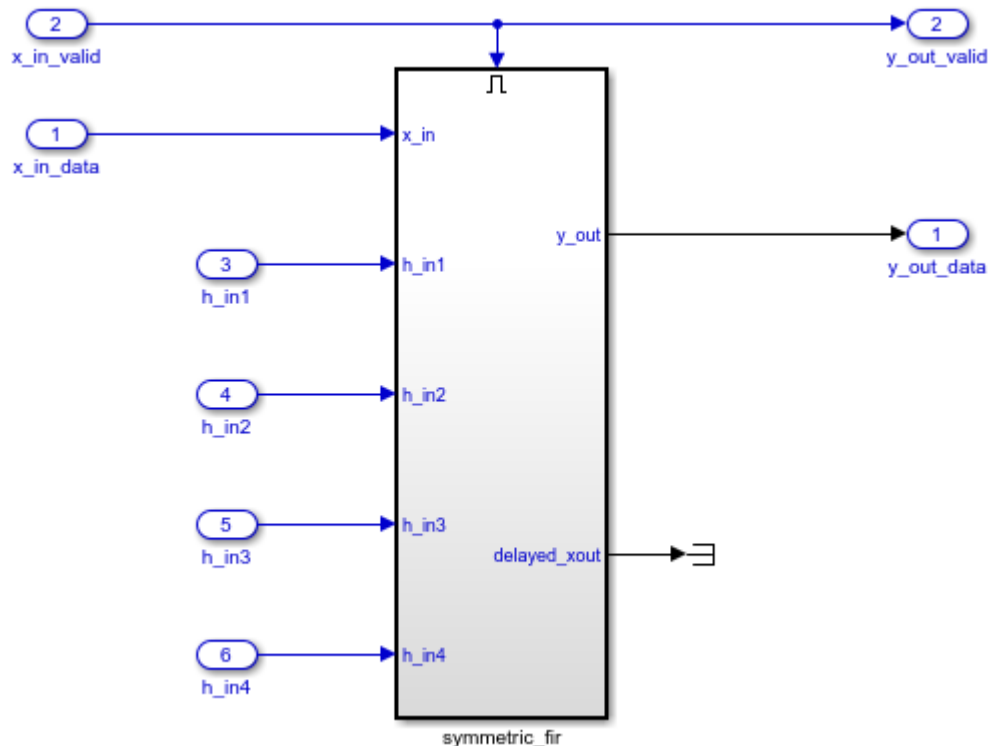 2
x_in_valid
2
y_out_valid
1
x_in_data
x_in
y_out
1
y_out_data
3
h_in1
h_in1
4
h_in2
h_in2
5
h_in3
h_in3
delayed_xout
6
h_in4
h_in4
symmetric_fir